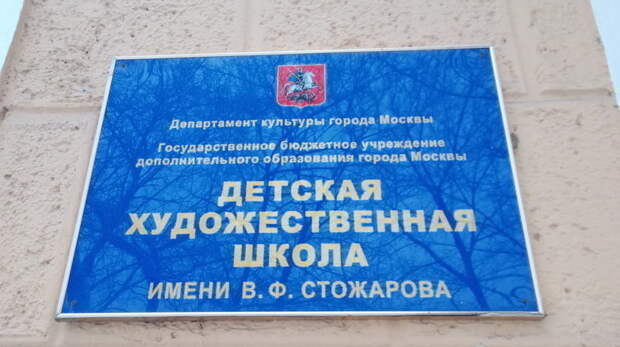 Департамент культуры города Москвы
Государственное бюджетное учреждение
дополнительного образования города Москвы
ДЕТСКАЯ
ХУДОЖЕСТВЕННАЯ
ШКОЛА
ИМЕНИ В. Ф. СТОЖАРОВА